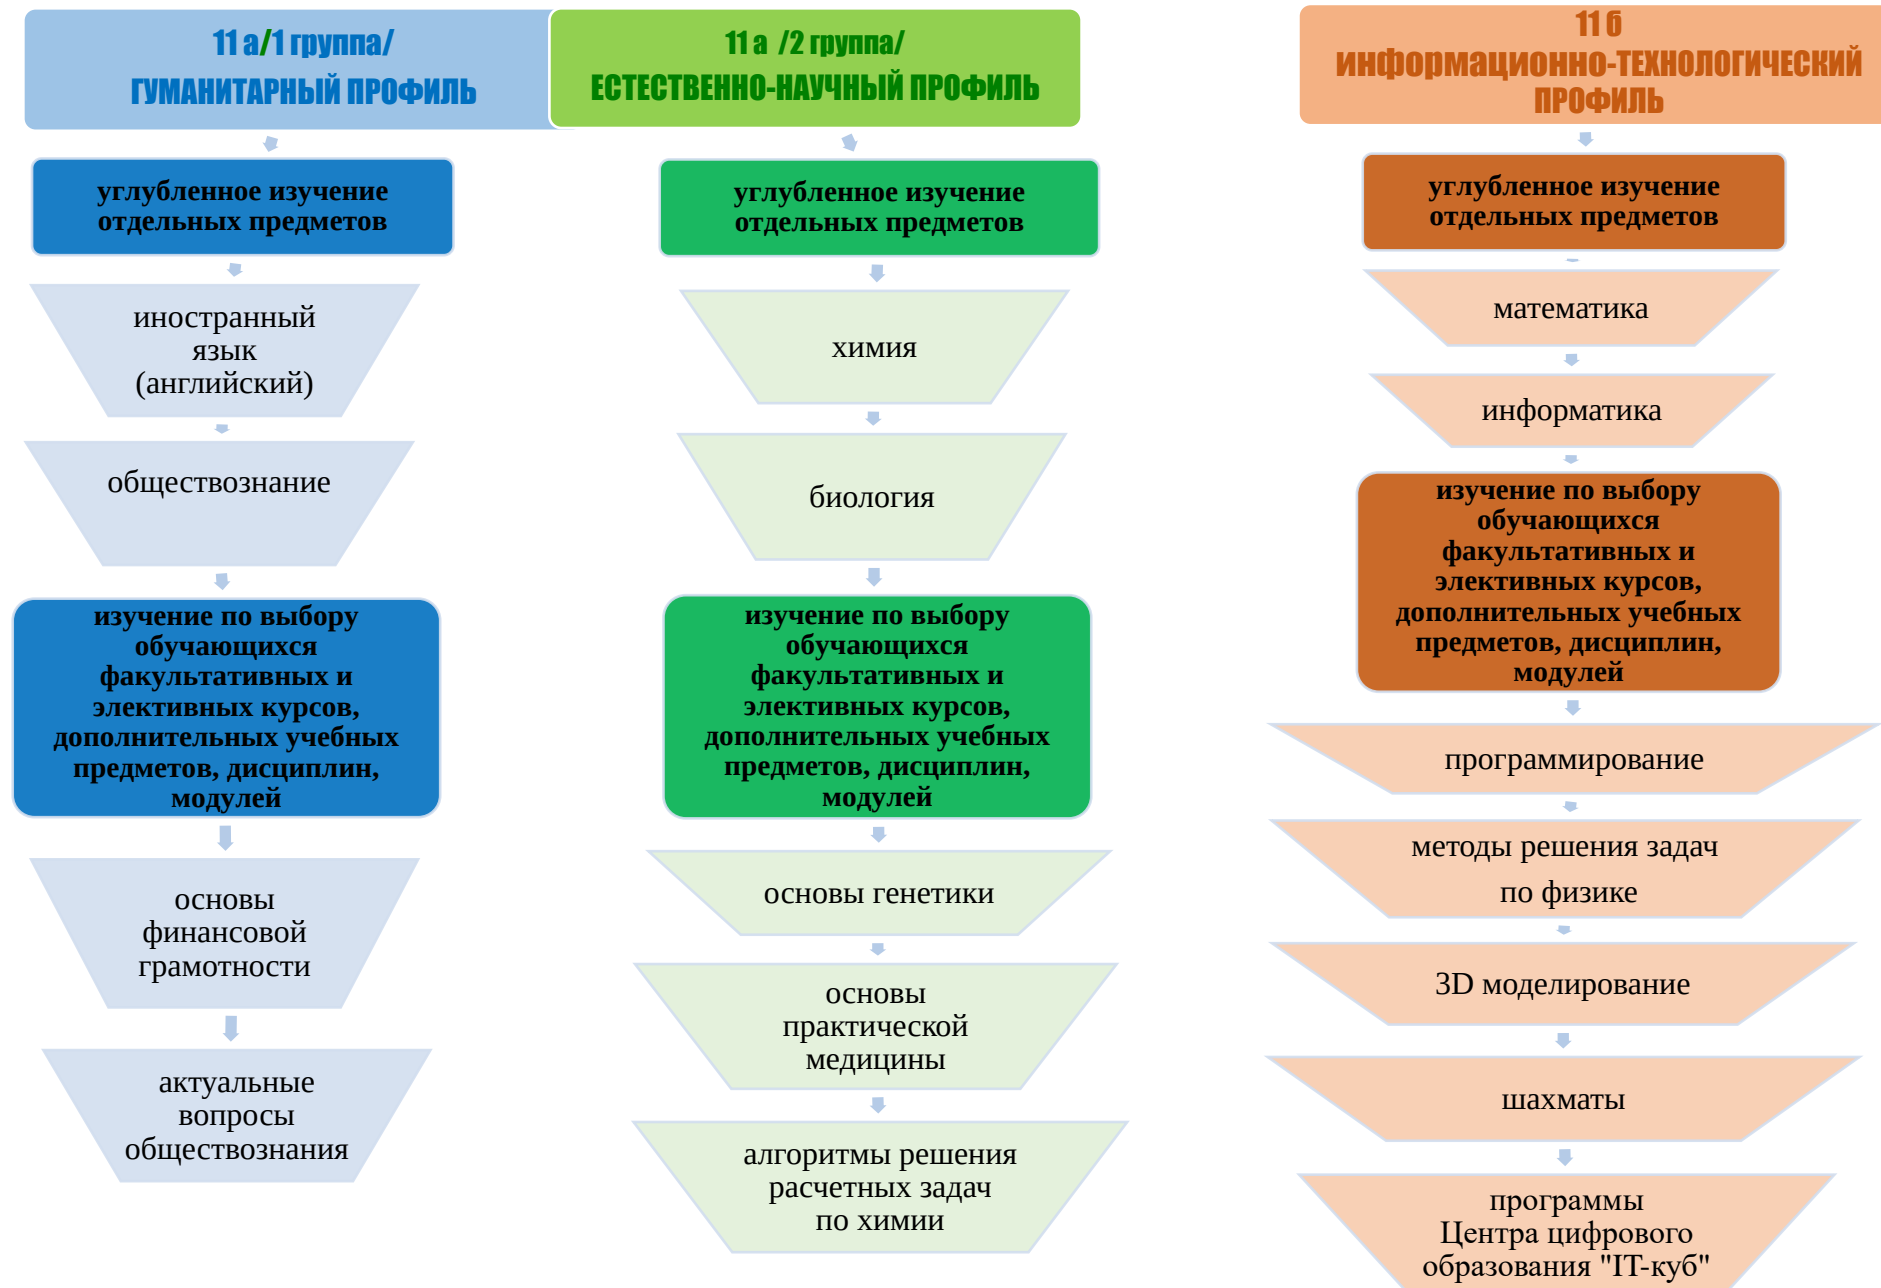 11 а/1 группа/
ГУМАНИТАРНЫЙ ПРОФИЛЬ
углубленное изучение
отдельных предметов
иностранный
язык
(английский)
обществознание
изучение по выбору
обучающихся
факультативных и
элективных курсов,
дополнительных учебных
предметов, дисциплин,
модулей
основы
финансовой
грамотности
актуальные
вопросы
обществознания
11 а /2 группа/
ЕСТЕСТВЕННО-НАУЧНЫЙ ПРОФИЛЬ
углубленное изучение
отдельных предметов
химия
биология
изучение по выбору
обучающихся
факультативных и
элективных курсов,
дополнительных учебных
предметов, дисциплин,
модулей
основы генетики
основы
практической
медицины
алгоритмы решения
расчетных задач
по химии
11 б
информационно-ТЕХНОЛОГИЧЕСКИЙ
ПРОФИЛЬ
углубленное изучение
отдельных предметов
математика
информатика
изучение по выбору
обучающихся
факультативных и
элективных курсов,
дополнительных учебных
предметов, дисциплин,
модулей
программирование
методы решения задач
по физике
3D моделирование
шахматы
программы
Центра цифрового
образования "IT-куб"